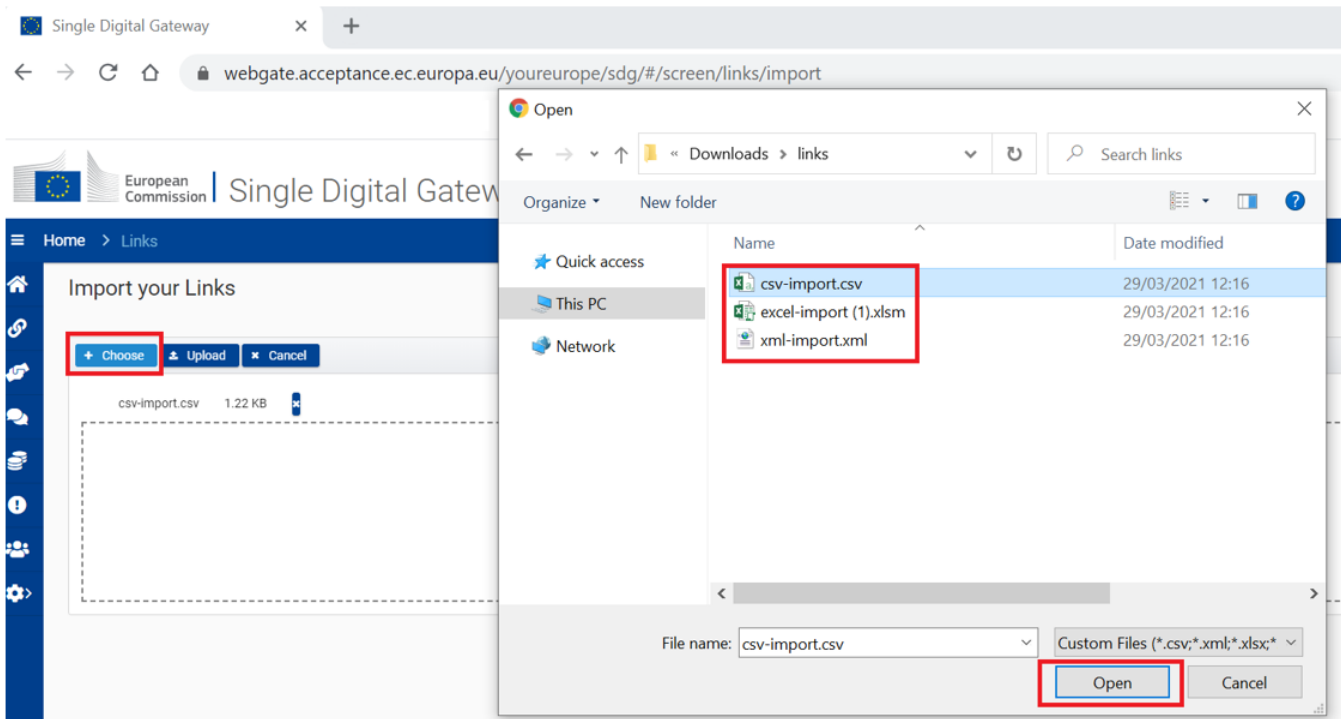 Single Digital Gateway
webgate.acceptance.ec.europa.eu/youreurope/sdg/#/screen/links/import
Open
« Downloads > links
Search links
European
Commission
Single Digital Gatew
Organize
New folder
Home > Links
Name
Date modified
Quick access
Import your Links
csv-import.csv 29/03/2021 12:16
This PC
excel-import (1).xlsm 29/03/2021 12:16
xml-import.xml 29/03/2021 12:16
Network
+ Choose
Upload
× Cancel
csv-import.csv 1.22 KB
File name: csv-import.csv
Custom Files (*.csv;*.xml;*.xlsx;*
Open
Cancel